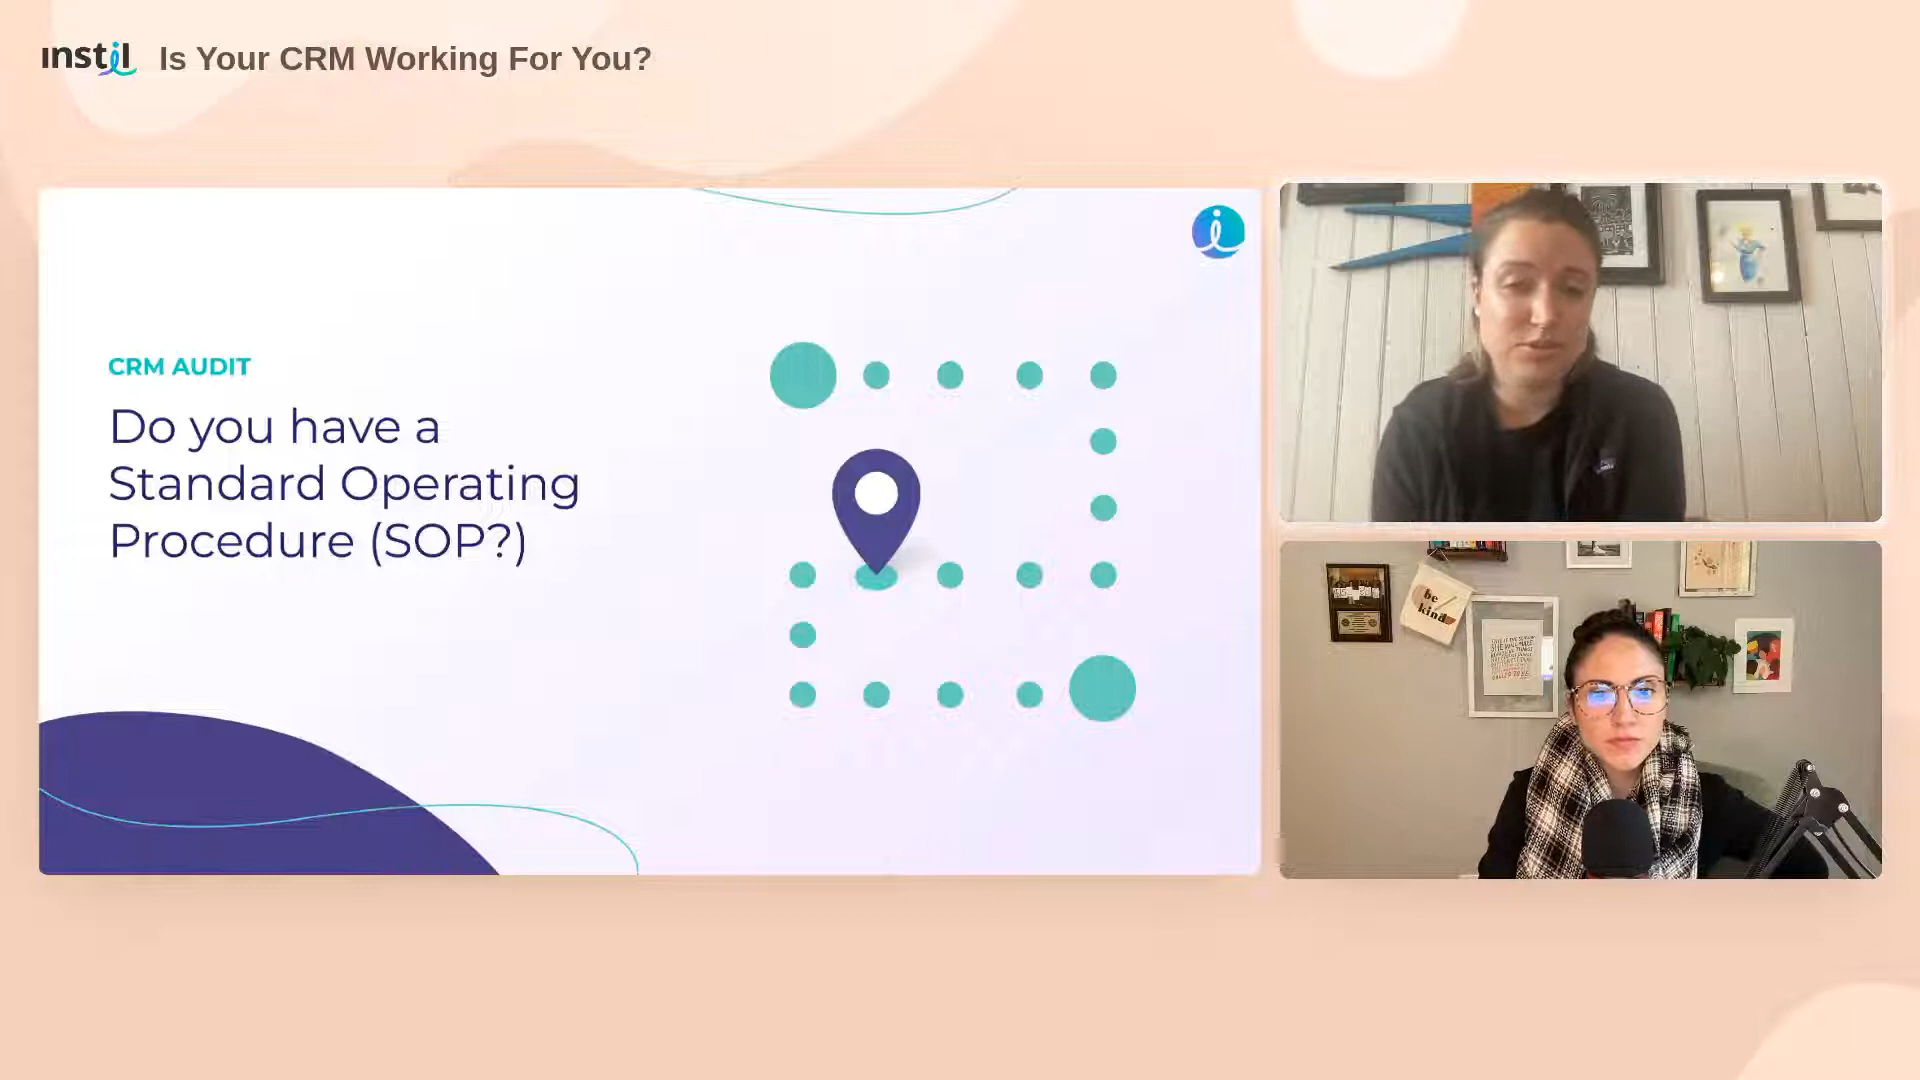 instil Is Your CRM Working For You?
CRM AUDIT
Do you have a
Standard Operating
Procedure (SOP?)
be
kind